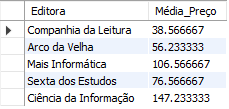 Editora Média_Preço
Companhia da Leitura 38.566667
Arco da Velha 56.233333
Mais Informática 106.566667
Sexta dos Estudos 76.566667
Ciência da Informação 147.233333